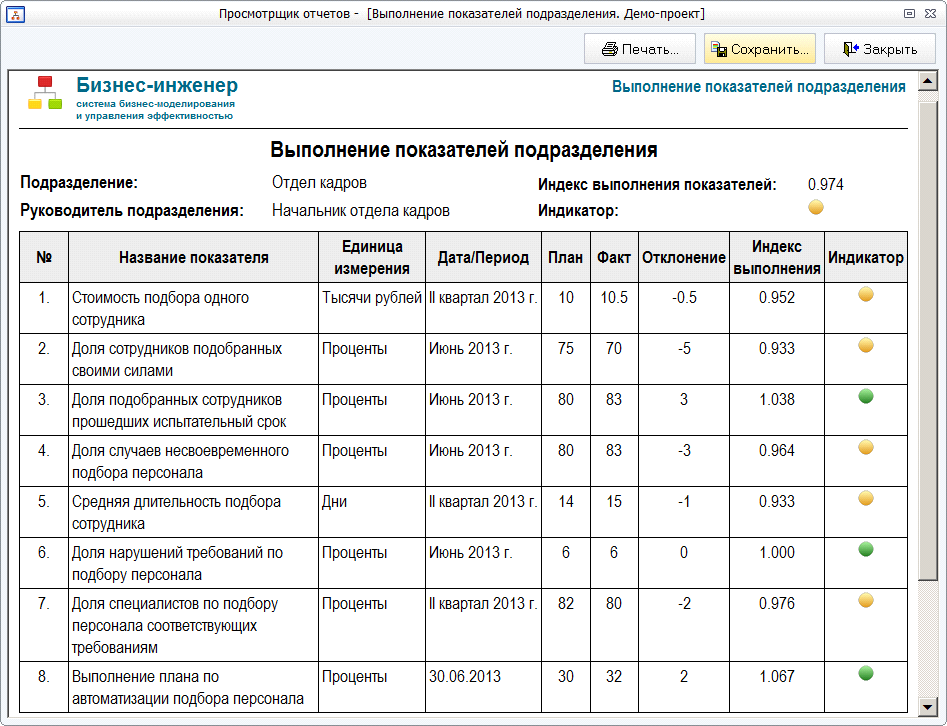 Просмотрщик отчетов - [Выполнение показателей подразделения. Демо-проект]
Печать... Сохранить... Закрыть
Бизнес-инженер
система бизнес-моделирования
и управления эффективностью
Выполнение показателей подразделения
Выполнение показателей подразделения
Подразделение: Отдел кадров Индекс выполнения показателей: 0.974
Руководитель подразделения: Начальник отдела кадров Индикатор:
№ Название показателя Единица измерения Дата/Период План Факт Отклонение Индекс выполнения Индикатор
1. Стоимость подбора одного Тысячи рублей II квартал 2013 г. 10 10.5 -0.5 0.952
сотрудника
2. Доля сотрудников подобранных Проценты Июнь 2013 г. 75 70 -5 0.933
своими силами
3. Доля подобранных сотрудников Проценты Июнь 2013 г. 80 83 3 1.038
прошедших испытательный срок
4. Доля случаев несвоевременного Проценты Июнь 2013 г. 80 83 -3 0.964
подбора персонала
5. Средняя длительность подбора Дни II квартал 2013 г. 14 15 -1 0.933
сотрудника
6. Доля нарушений требований по Проценты Июнь 2013 г. 6 6 0 1.000
подбору персонала
7. Доля специалистов по подбору Проценты II квартал 2013 г. 82 80 -2 0.976
персонала соответствующих
требованиям
8. Выполнение плана по Проценты 30.06.2013 30 32 2 1.067
автоматизации подбора персонала